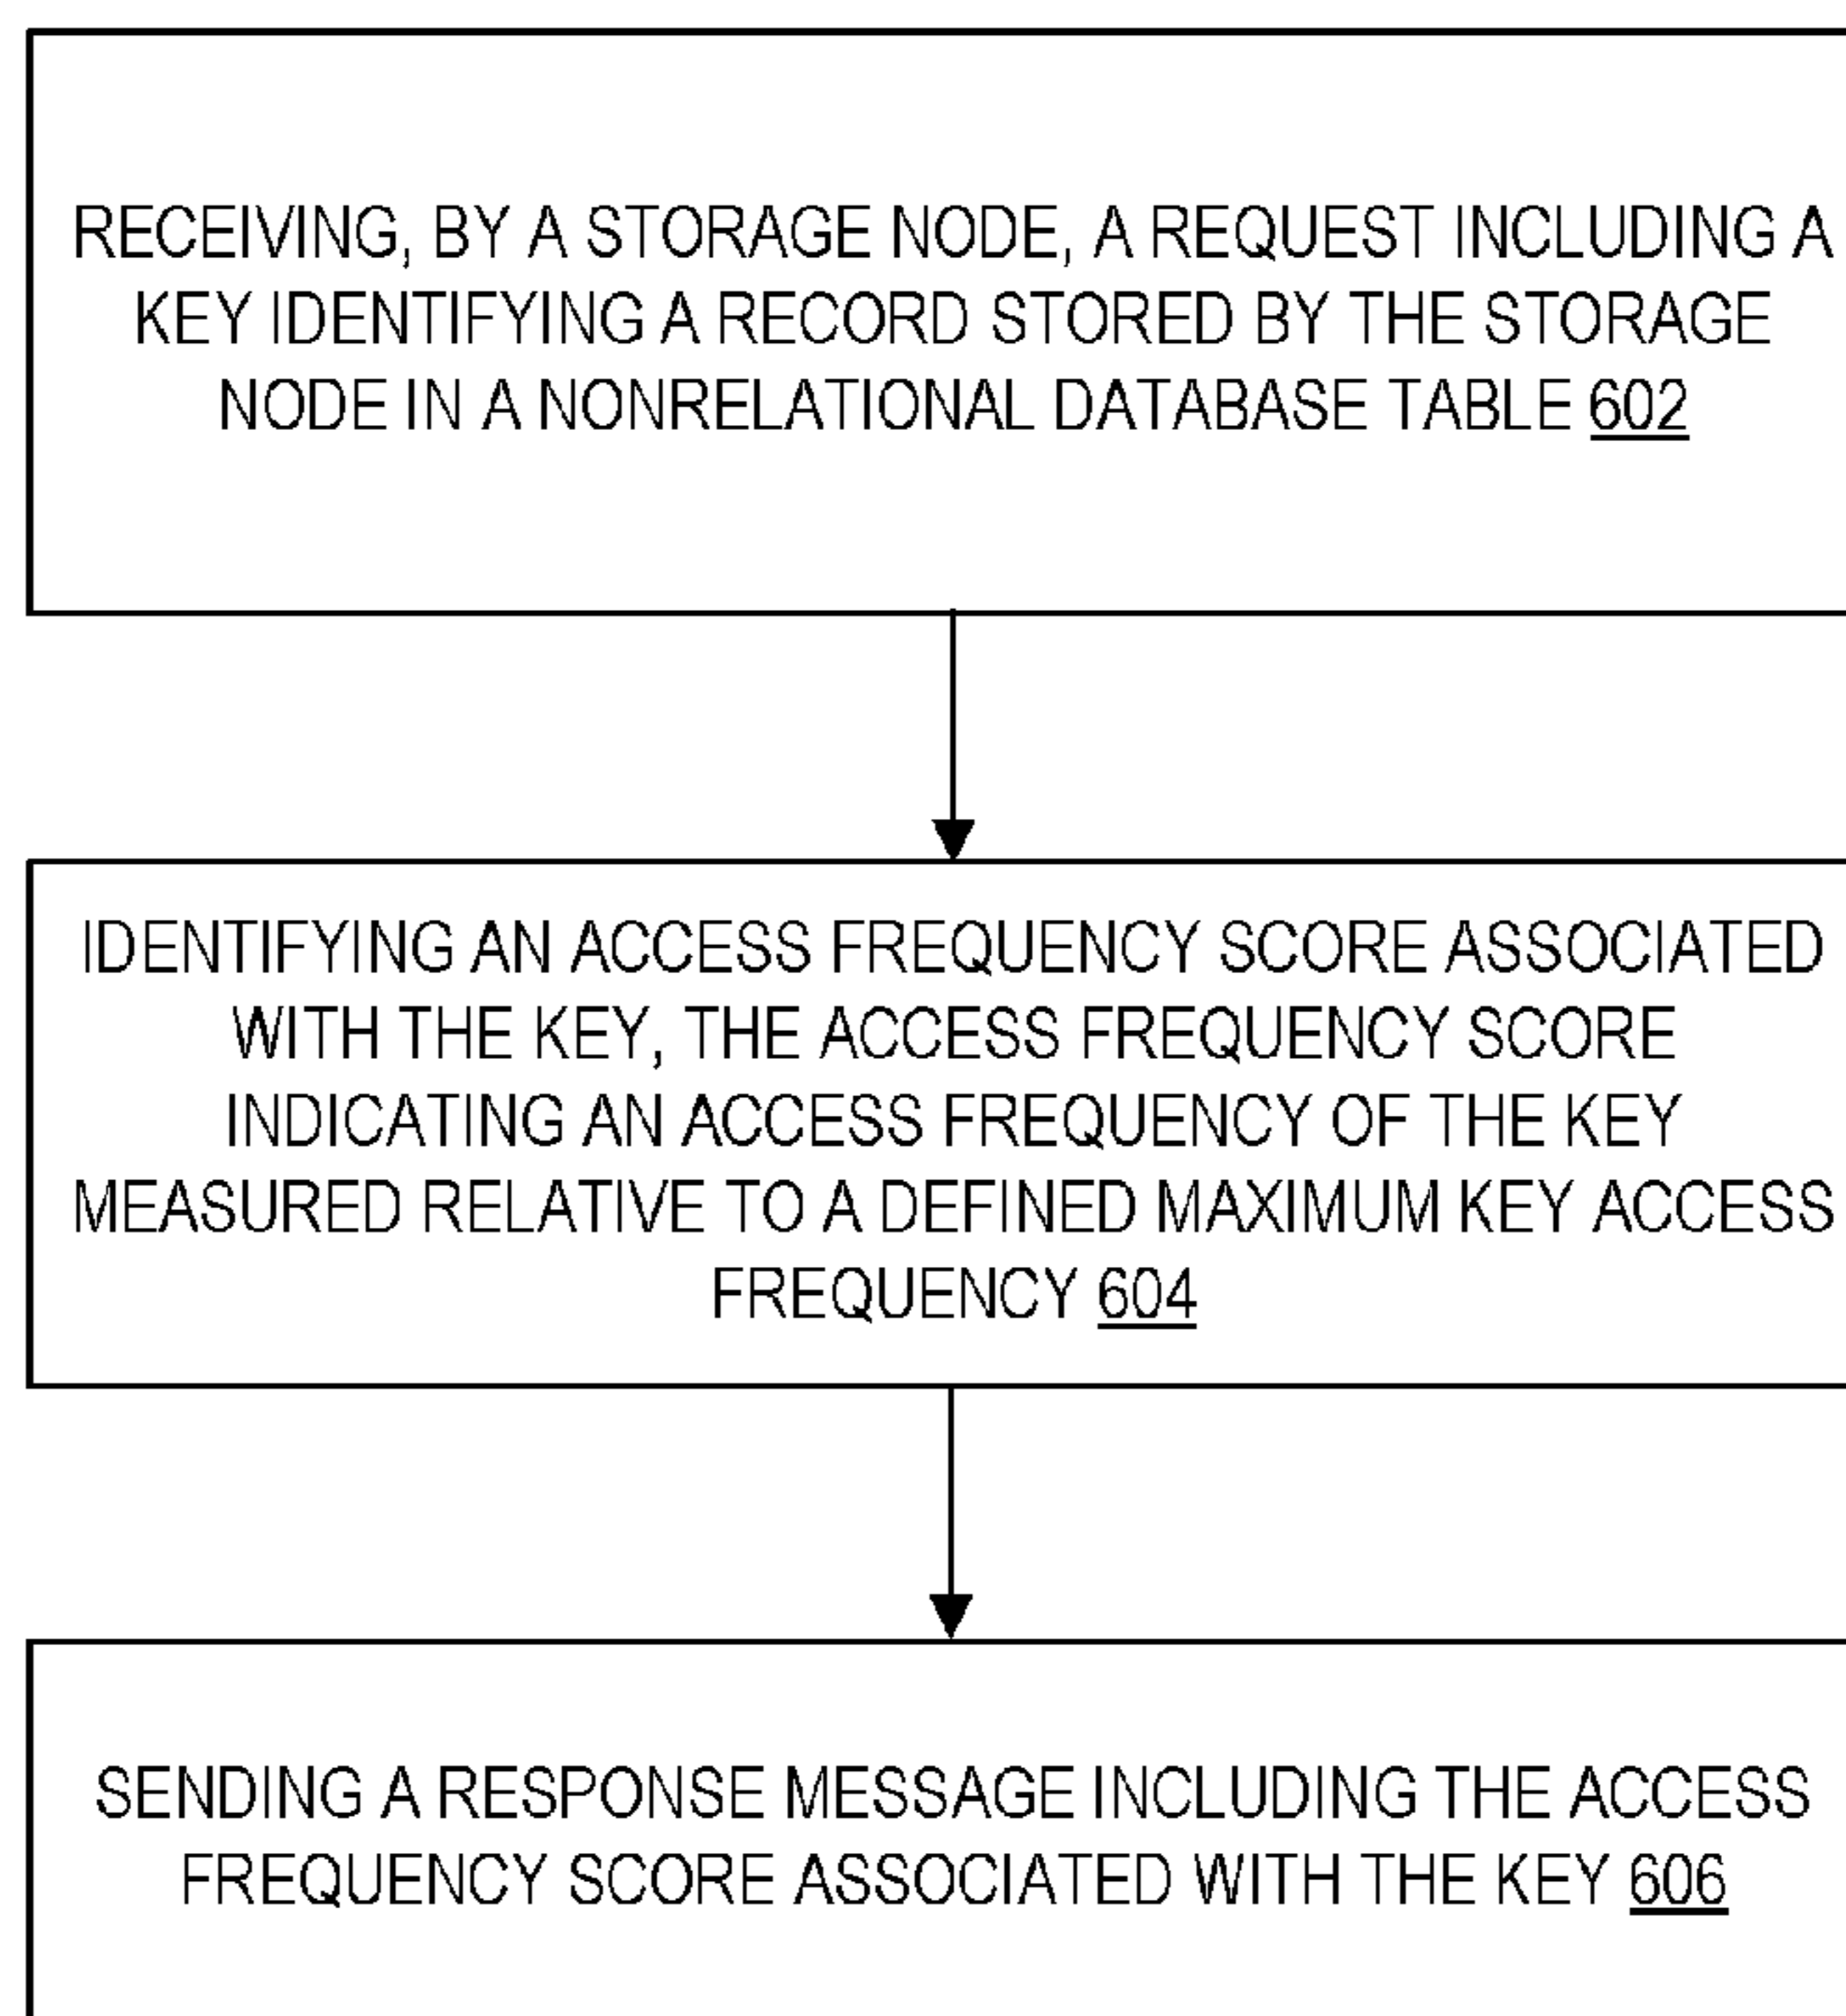 RECEIVING, BY A STORAGE NODE, A REQUEST INCLUDING A
KEY IDENTIFYING A RECORD STORED BY THE STORAGE
NODE IN A NONRELATIONAL DATABASE TABLE 602
IDENTIFYING AN ACCESS FREQUENCY SCORE ASSOCIATED
WITH THE KEY, THE ACCESS FREQUENCY SCORE
INDICATING AN ACCESS FREQUENCY OF THE KEY
MEASURED RELATIVE TO A DEFINED MAXIMUM KEY ACCESS
FREQUENCY 604
SENDING A RESPONSE MESSAGE INCLUDING THE ACCESS
FREQUENCY SCORE ASSOCIATED WITH THE KEY 606